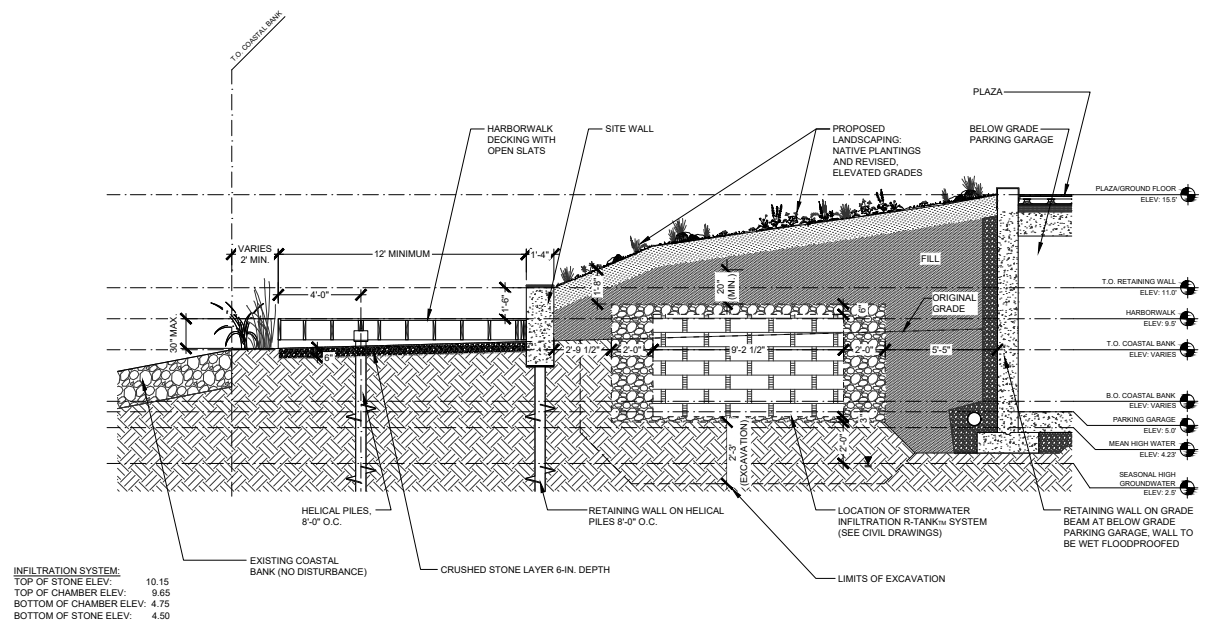 T.O. COASTAL BANK
PLAZA
HARBORWALK
DECKING WITH
OPEN SLATS
SITE WALL
PROPOSED
LANDSCAPING:
NATIVE PLANTINGS
AND REVISED,
ELEVATED GRADES
BELOW GRADE
PARKING GARAGE
PLAZA/GROUND FLOOR
ELEV: 15.5'
VARIES
2' MIN.
12' MINIMUM
1'-4"
FILL
4'-0"
1'-6"
1'-8"
20"
(MIN.)
6"
ORIGINAL
GRADE
T.O. RETAINING WALL
ELEV: 11.0'
HARBORWALK
ELEV: 9.5'
30" MAX
6"
2'-9 1/2"
2'-0"
9'-2 1/2"
2'-0"
5'-5"
T.O. COASTAL BANK
ELEV: VARIES
B.O. COASTAL BANK
ELEV: VARIES
3"
PARKING GARAGE
ELEV: 5.0'
2'-3"
(EXCAVATION)
2'-0"
MEAN HIGH WATER
ELEV: 4.23'
SEASONAL HIGH
GROUNDWATER
ELEV: 2.5'
HELICAL PILES,
8'-0" O.C.
RETAINING WALL ON HELICAL
PILES 8'-0" O.C.
LOCATION OF STORMWATER
INFILTRATION R-TANK™ SYSTEM
(SEE CIVIL DRAWINGS)
RETAINING WALL ON GRADE
BEAM AT BELOW GRADE
PARKING GARAGE, WALL TO
BE WET FLOODPROOFED
EXISTING COASTAL
BANK (NO DISTURBANCE)
CRUSHED STONE LAYER 6-IN. DEPTH
LIMITS OF EXCAVATION
INFILTRATION SYSTEM:
TOP OF STONE ELEV: 10.15
TOP OF CHAMBER ELEV: 9.65
BOTTOM OF CHAMBER ELEV: 4.75
BOTTOM OF STONE ELEV: 4.50